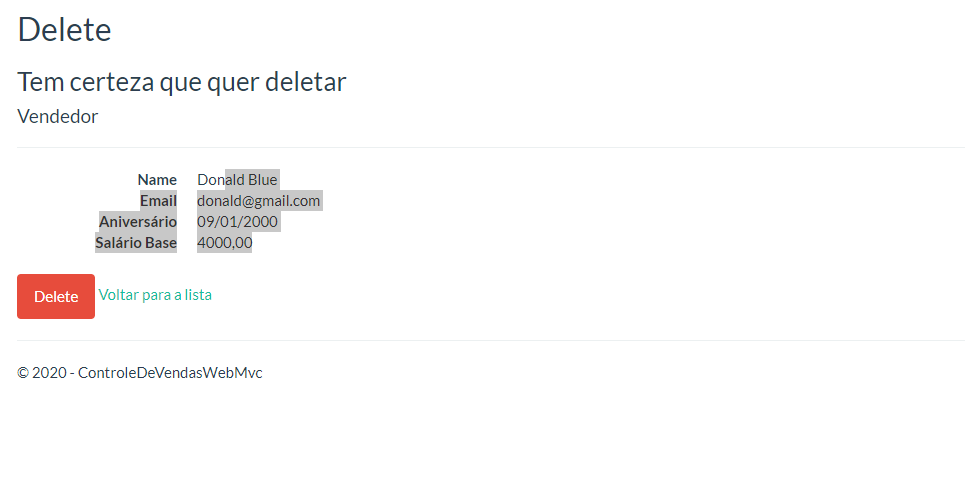 Delete
Tem certeza que quer deletar
Vendedor
Name Donald Blue
Email donald@gmail.com
Aniversário 09/01/2000
Salário Base 4000,00
Delete Voltar para a lista
© 2020 - ControleDeVendasWebMvc